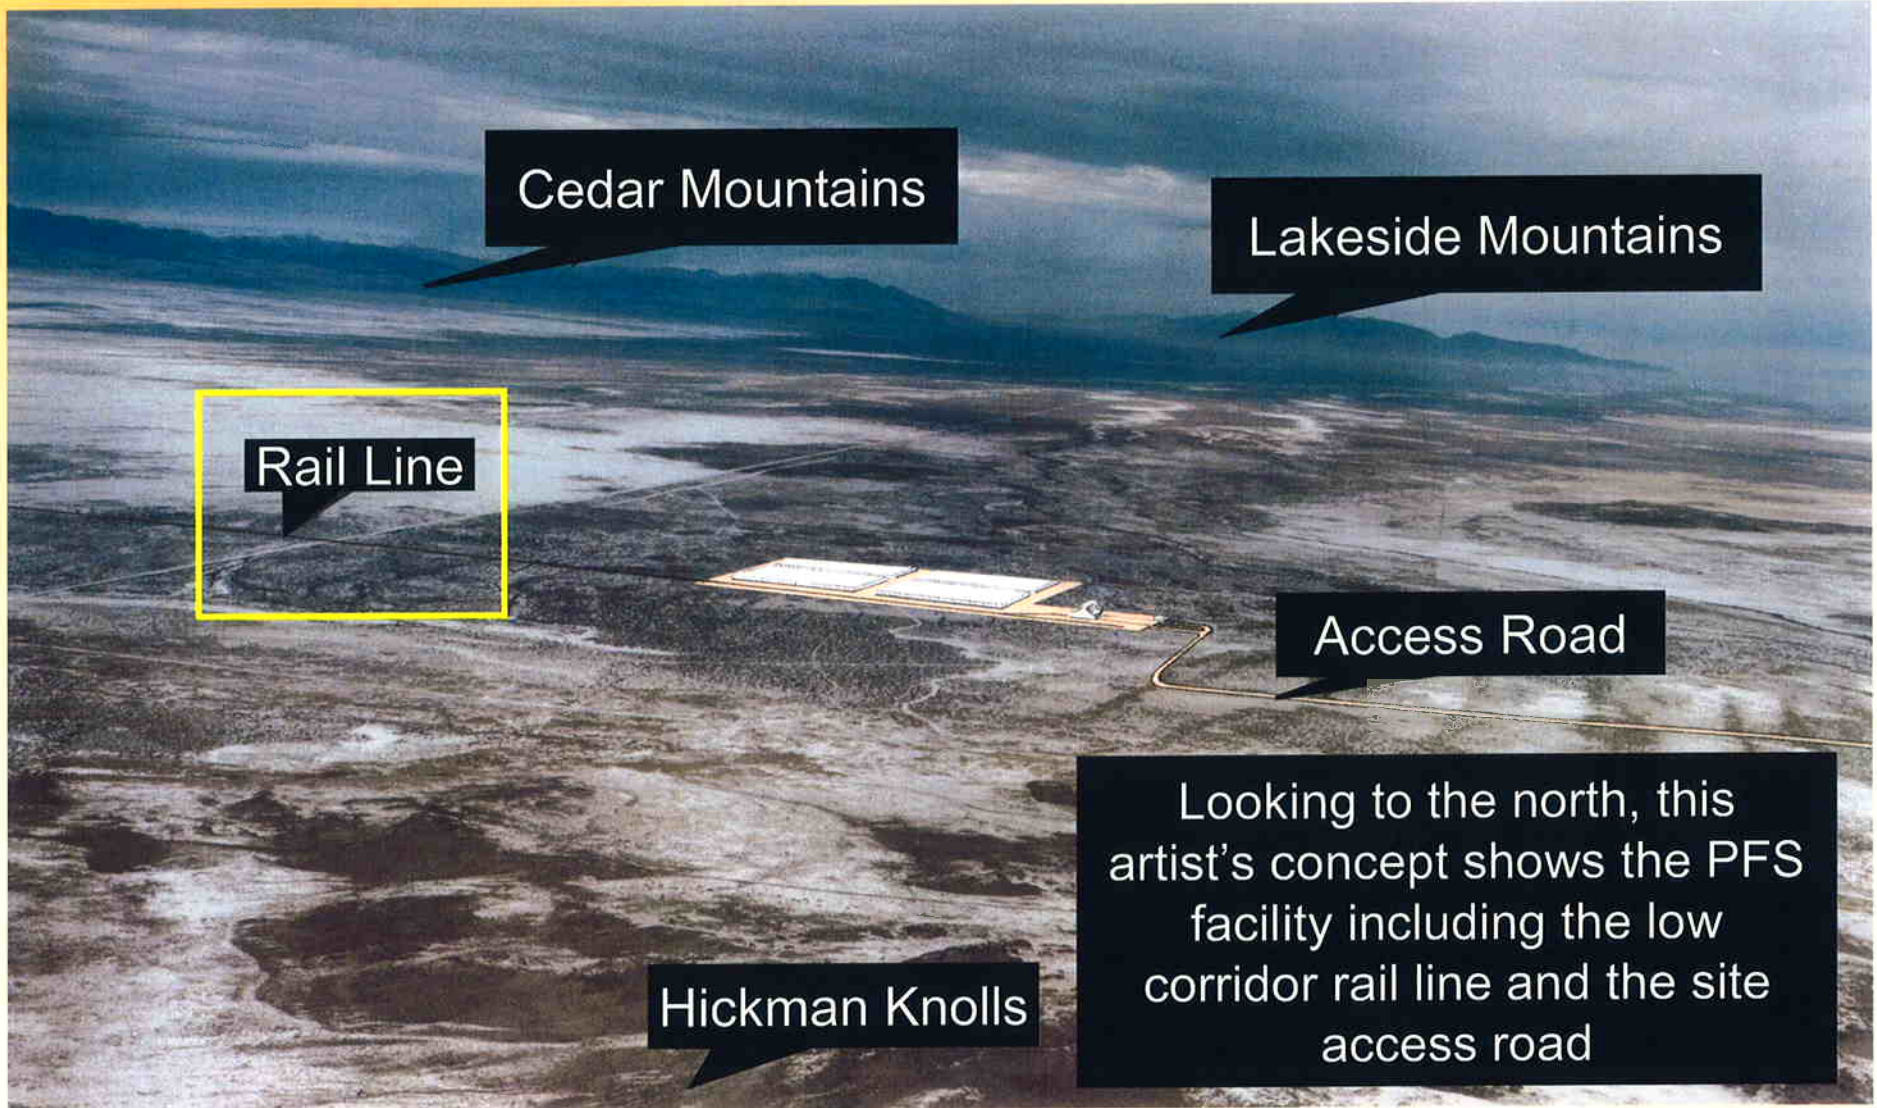 Cedar Mountains
Lakeside Mountains
Rail Line
Access Road
Looking to the north, this
artist's concept shows the PFS
facility including the low
corridor rail line and the site
access road
Hickman Knolls